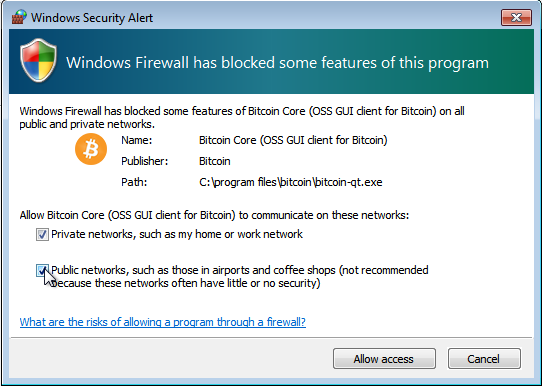 Windows Security Alert
Windows Firewall has blocked some features of this program
Windows Firewall has blocked some features of Bitcoin Core (OSS GUI client for Bitcoin) on all
public and private networks.
Name: Bitcoin Core (OSS GUI client for Bitcoin)
Publisher: Bitcoin
Path: C:\program files\bitcoin\bitcoin-qt.exe
Allow Bitcoin Core (OSS GUI client for Bitcoin) to communicate on these networks:
Private networks, such as my home or work network
Public networks, such as those in airports and coffee shops (not recommended
because these networks often have little or no security)
What are the risks of allowing a program through a firewall?
Allow access Cancel